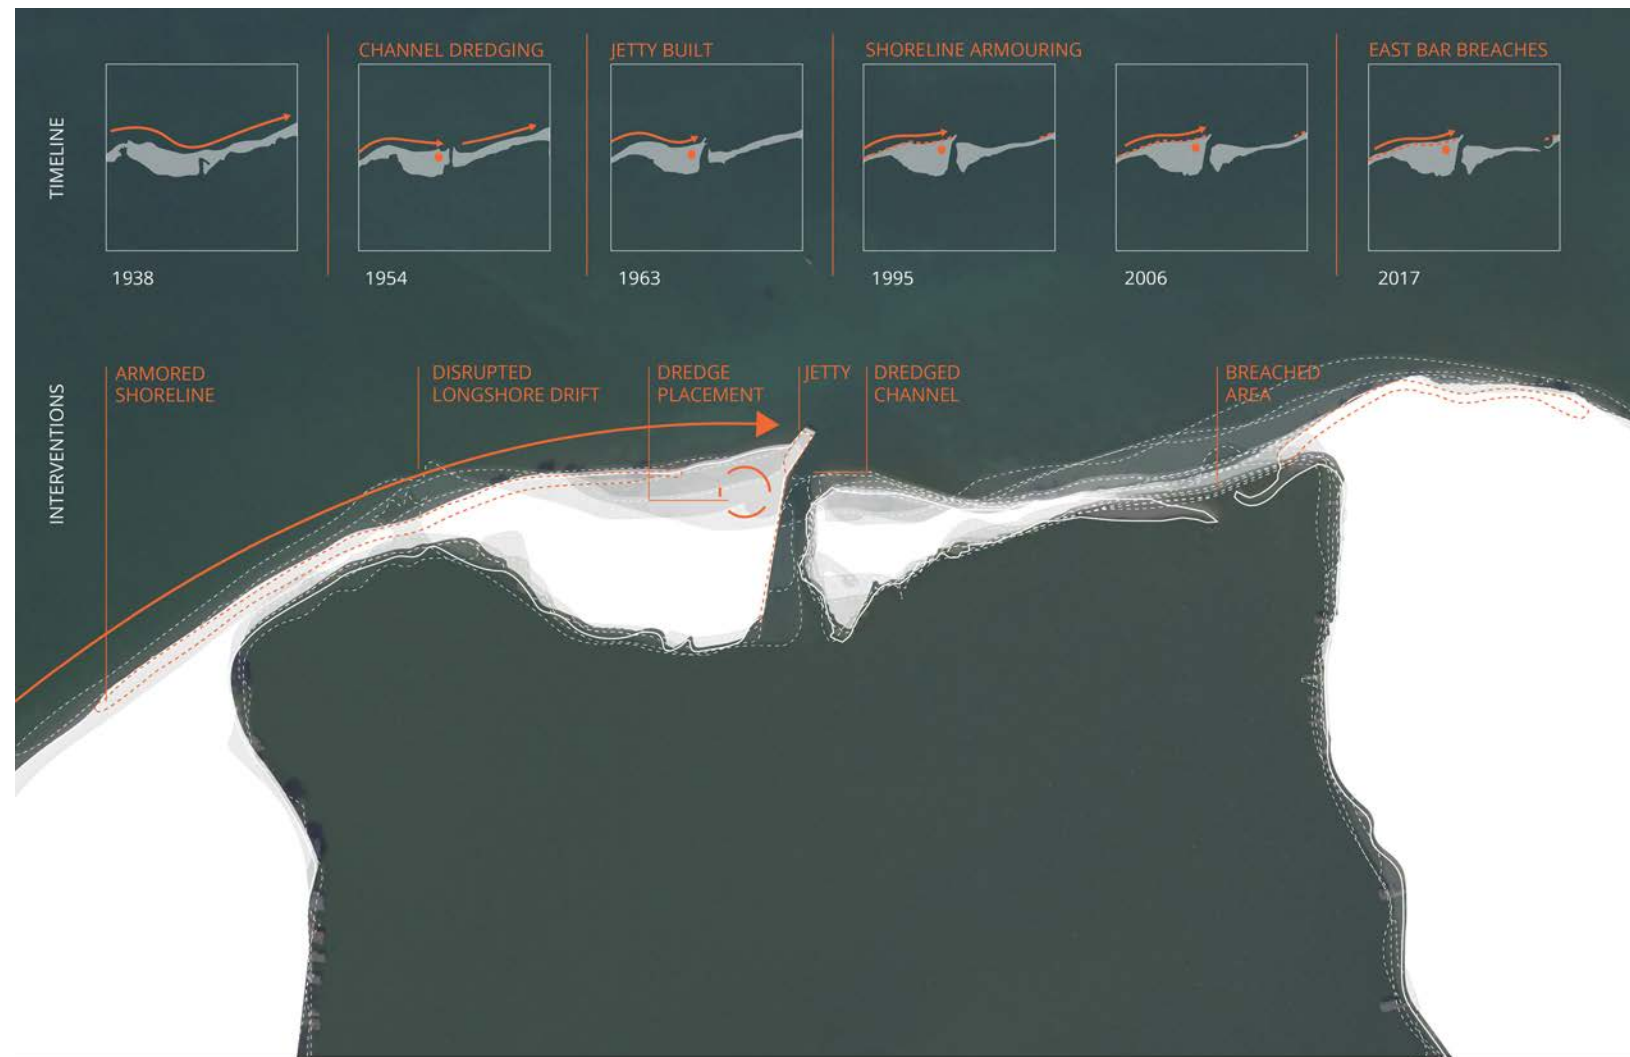 CHANNEL DREDGING
JETTY BUILT
SHORELINE ARMOURING
EAST BAR BREACHES
TIMELINE
1938
1954
1963
1995
2006
2017
INTERVENTIONS
ARMORED
SHORELINE
DISRUPTED
LONGSHORE DRIFT
DREDGE
PLACEMENT
JETTY
DREDGED
CHANNEL
BREACHED
AREA